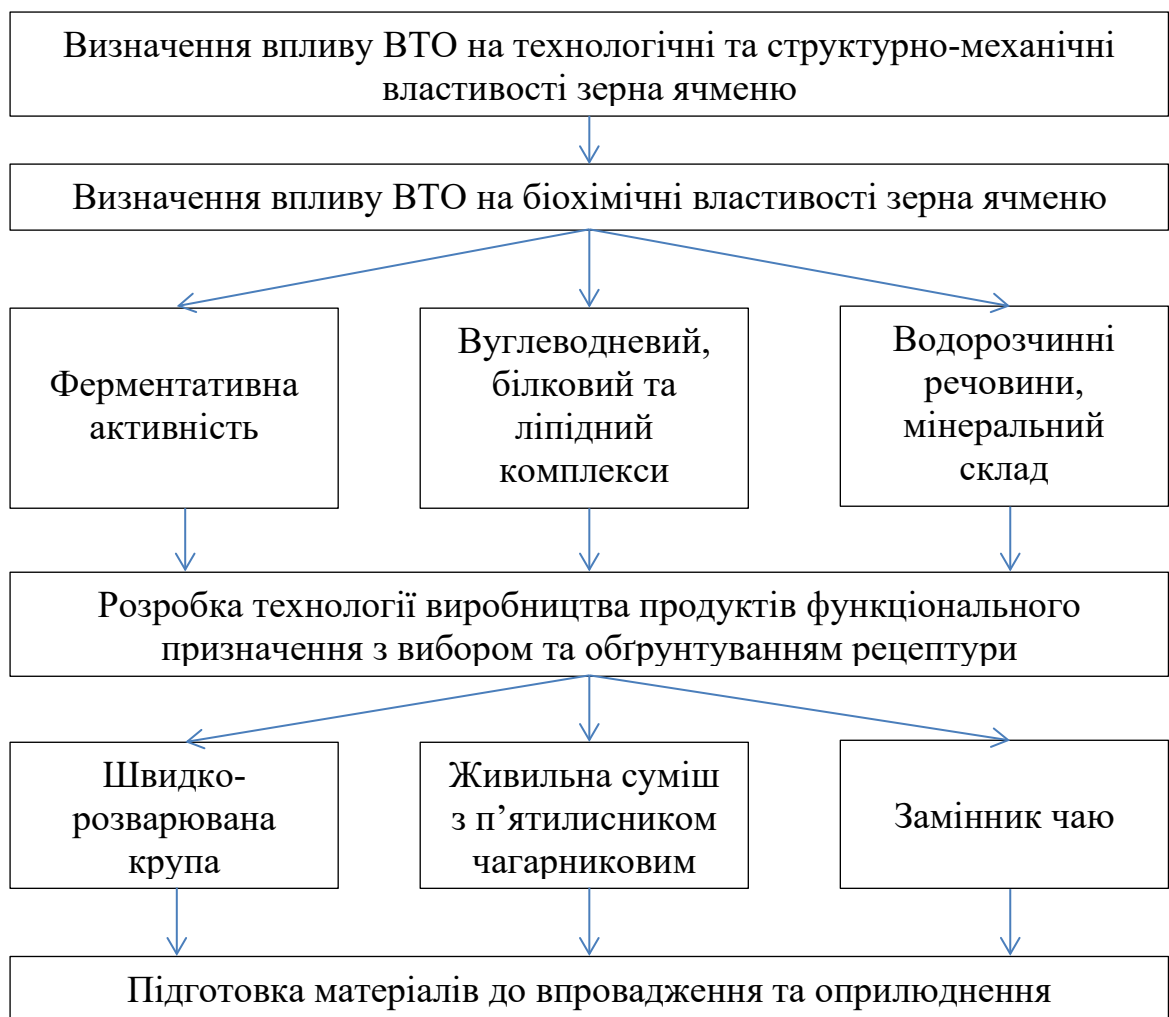 Визначення впливу ВТО на технологічні та структурно-механічні
властивості зерна ячменю
Визначення впливу ВТО на біохімічні властивості зерна ячменю
Ферментативна
активність
Вуглеводневий,
білковий та
ліпідний
комплекси
Водорозчинні
речовини,
мінеральний
склад
Розробка технології виробництва продуктів функціонального
призначення з вибором та обґрунтуванням рецептури
Швидко-
розварювана
крупа
Живильна суміш
з п’ятилисником
чагарниковим
Замінник чаю
Підготовка матеріалів до впровадження та оприлюднення